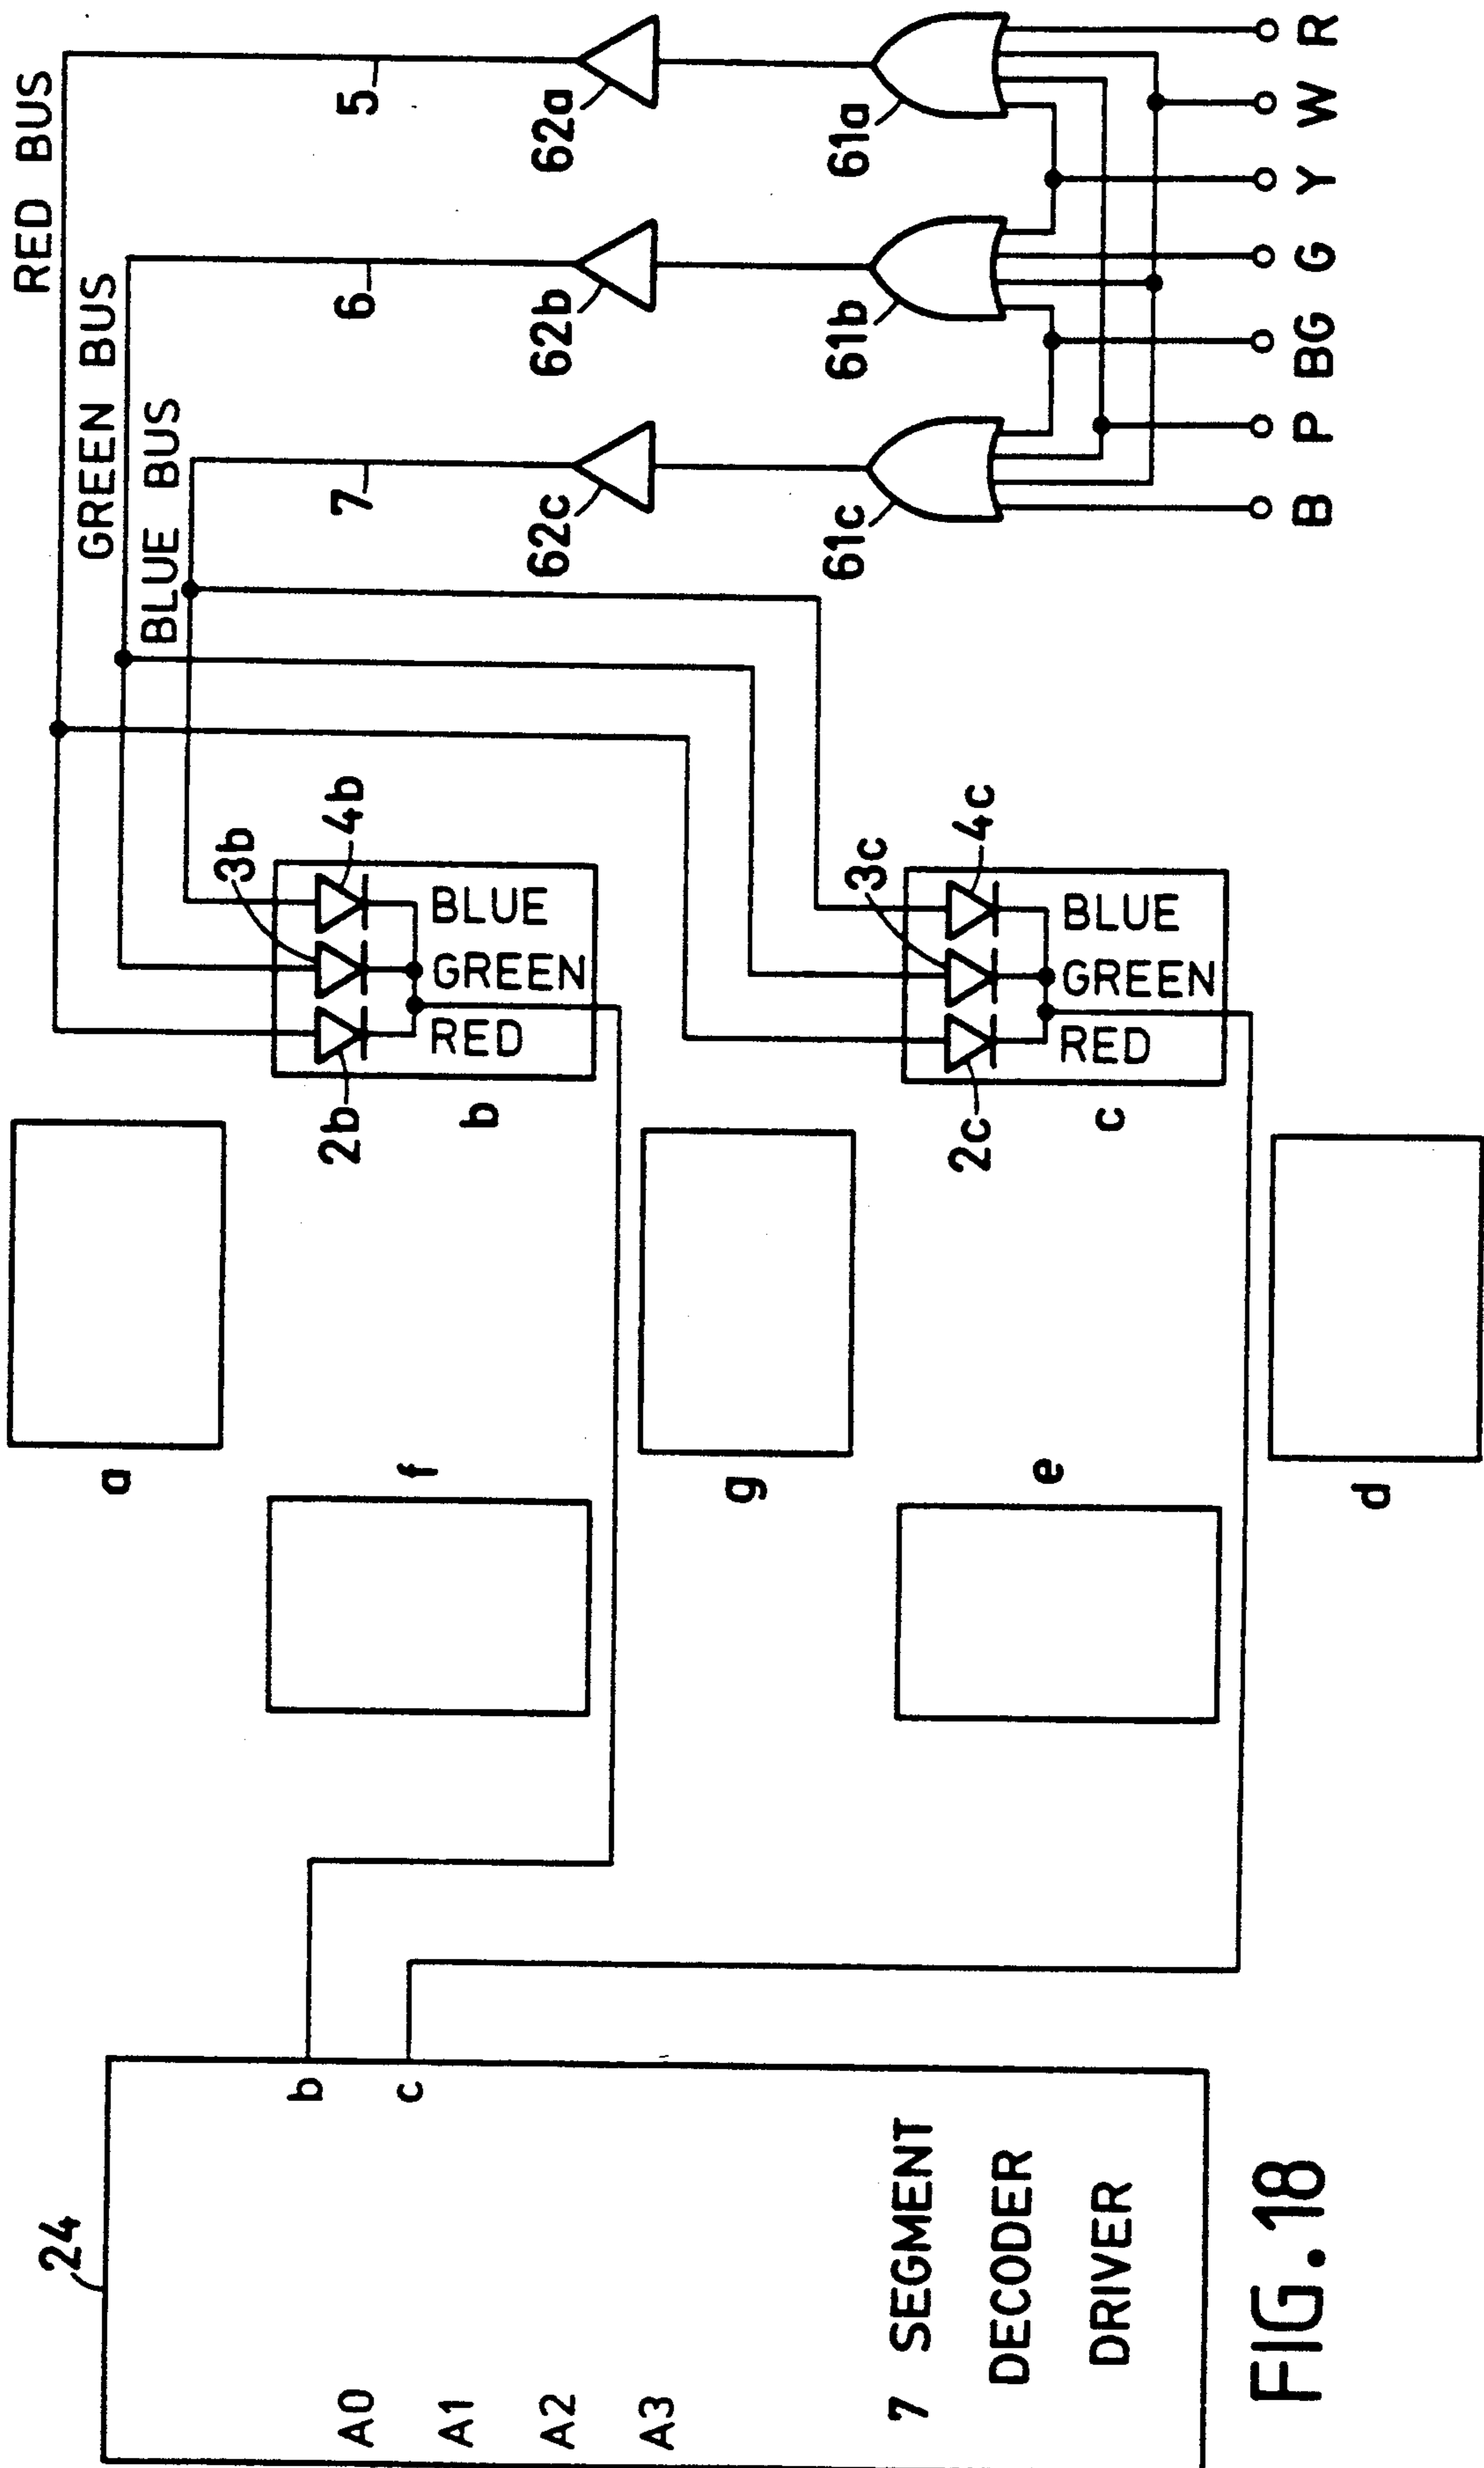 24
A0
A1
A2
A3
b
c
7 SEGMENT
DECODER
DRIVER
FIG. 18
a
f
g
e
d
b
2b
3b
4b
RED
GREEN
BLUE
c
2c
3c
4c
RED
GREEN
BLUE
RED BUS
GREEN BUS
BLUE BUS
5
6
7
62a
62b
62c
61a
61b
61c
B
P
BG
G
Y
W
R